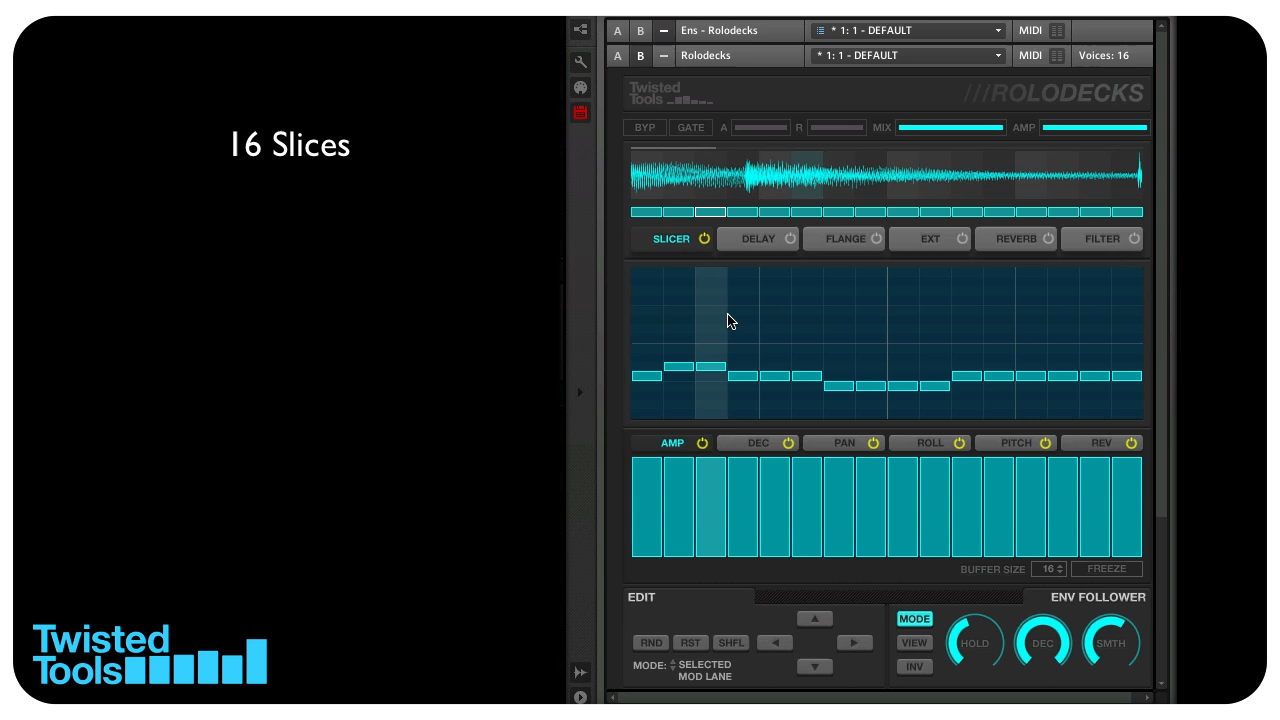 16 Slices
A B Ens - Rolodecks * 1: 1 - DEFAULT MIDI
A B Rolodecks * 1: 1 - DEFAULT MIDI Voices: 16
Twisted
Tools
///ROLODECKS
BYP GATE A R MIX AMP
SLICER DELAY FLANGE EXT REVERB FILTER
AMP DEC PAN ROLL PITCH REV
BUFFER SIZE 16 FREEZE
EDIT
RND RST SHFL
MODE: SELECTED
MOD LANE
ENV FOLLOWER
MODE
VIEW
INV
HOLD DEC SMTH
Twisted
Tools